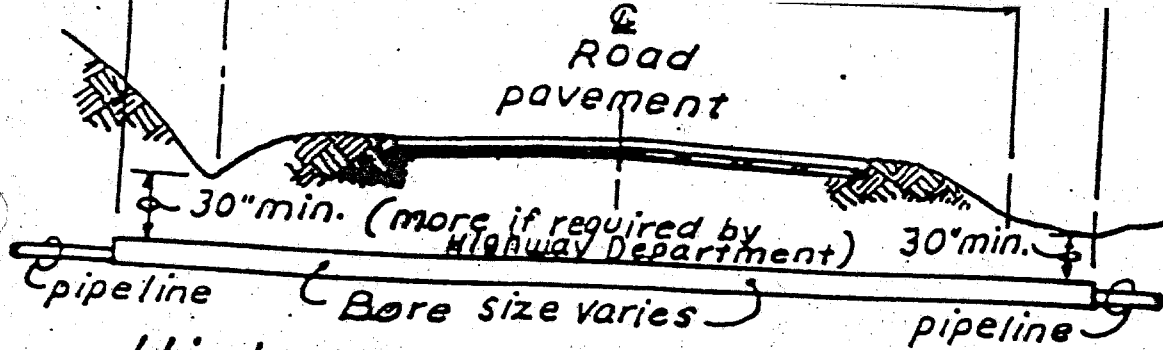 ℄
Road
pavement
30" min. (more if required by
Highway Department)
30" min.
pipeline
Bore size varies
pipeline